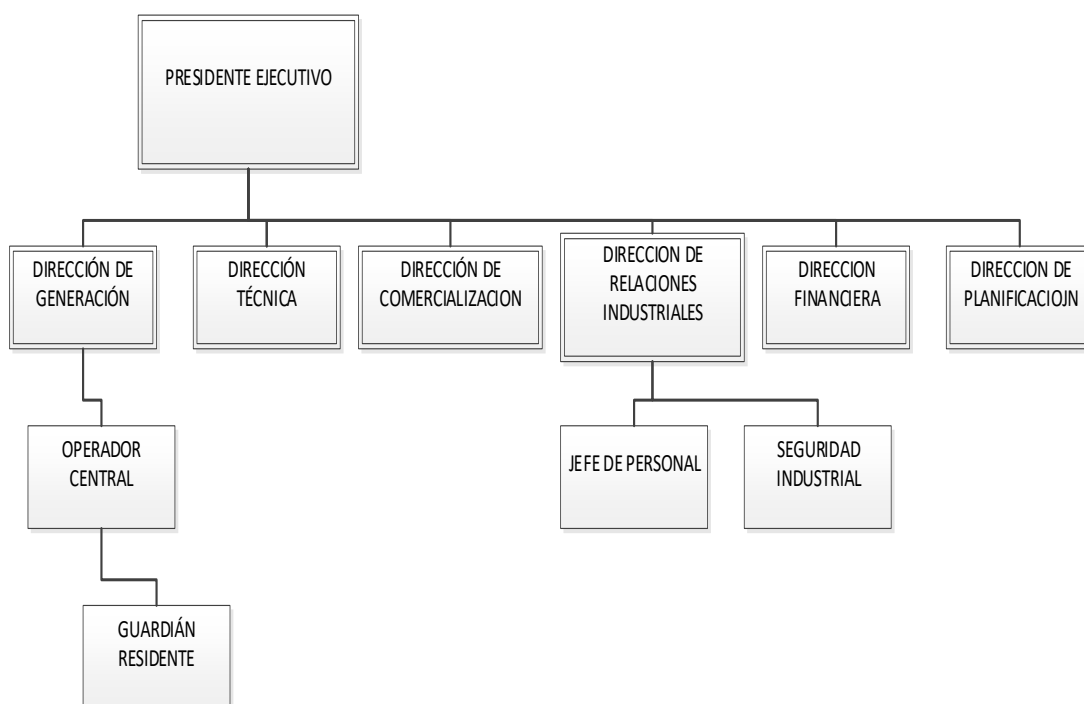 PRESIDENTE EJECUTIVO
DIRECCIÓN DE
GENERACIÓN
DIRECCIÓN
TÉCNICA
DIRECCIÓN DE
COMERCIALIZACION
DIRECCION DE
RELACIONES
INDUSTRIALES
DIRECCION
FINANCIERA
DIRECCION DE
PLANIFICACIOJN
OPERADOR
CENTRAL
JEFE DE PERSONAL
SEGURIDAD
INDUSTRIAL
GUARDIÁN
RESIDENTE